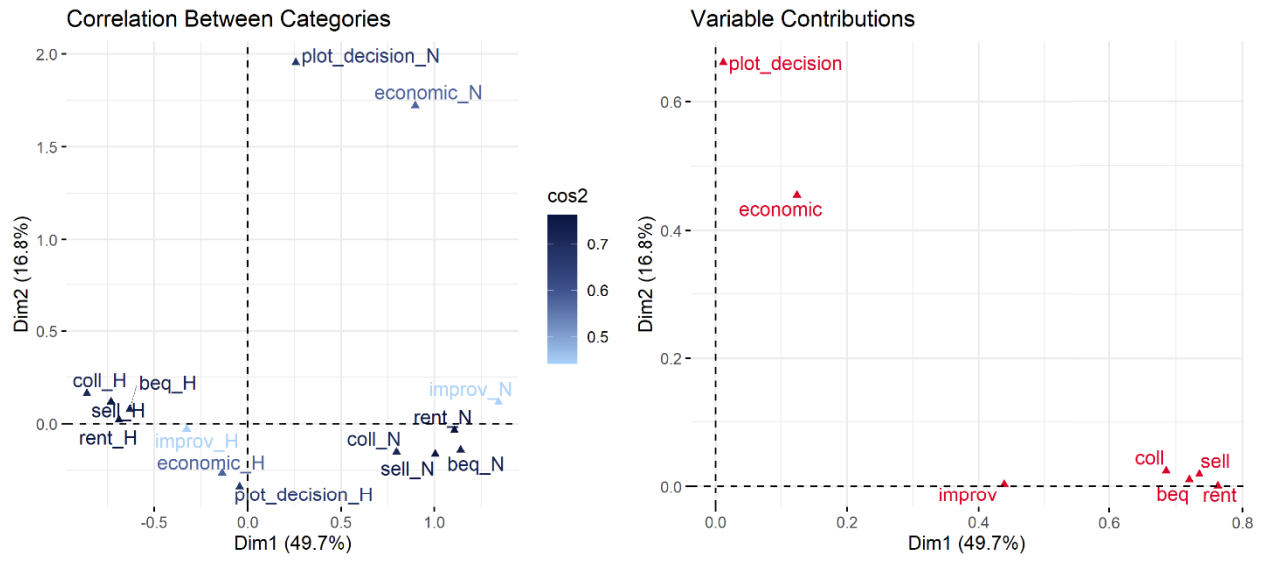 Correlation Between Categories
2.0
1.5
1.0
0.5
0.0
Dim2 (16.8%)
plot_decision_N
economic_N
coll_H
beq_H
sell_H
rent_H
improv_H
economic_H
plot_decision_H
improv_N
rent_N
coll_N
sell_N
beq_N
-0.5
0.0
0.5
1.0
Dim1 (49.7%)
cos2
0.7
0.6
0.5
Variable Contributions
0.6
0.4
0.2
0.0
Dim2 (16.8%)
plot_decision
economic
coll
sell
improv
beq
rent
0.0
0.2
0.4
0.6
0.8
Dim1 (49.7%)